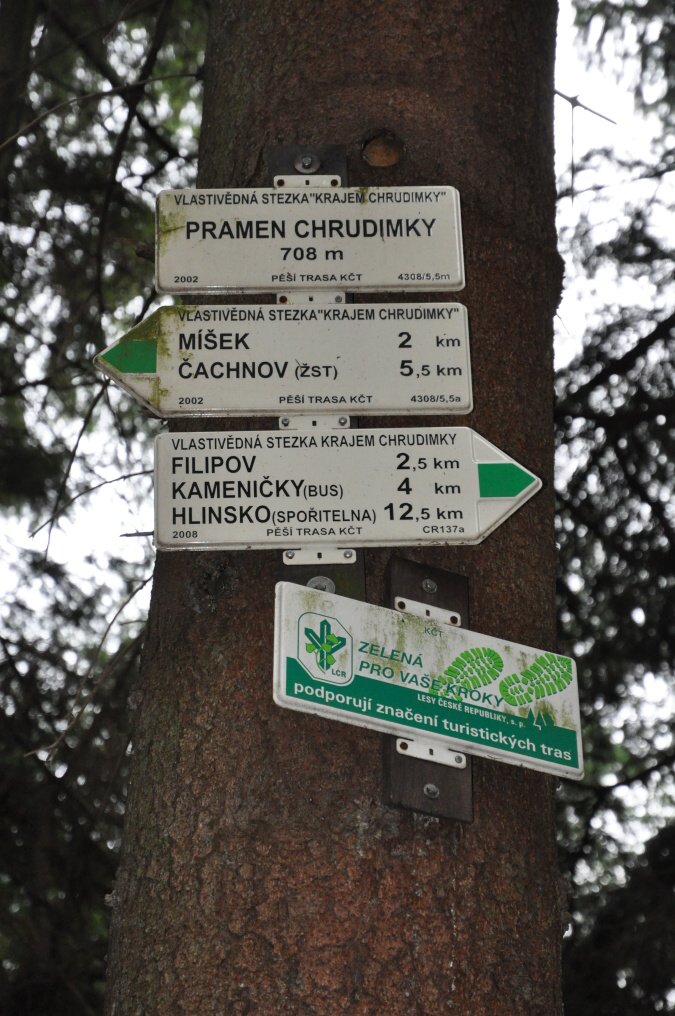 VLASTIVĚDNÁ STEZKA"KRAJEM CHRUDIMKY"
PRAMEN CHRUDIMKY
708 m
2002 PĚŠÍ TRASA KČT 4308/5,5m
VLASTIVĚDNÁ STEZKA"KRAJEM CHRUDIMKY"
MÍŠEK 2 km
ČACHNOV (ŽST) 5,5 km
2002 PĚŠÍ TRASA KČT 4308/5,5a
VLASTIVĚDNÁ STEZKA KRAJEM CHRUDIMKY
FILIPOV 2,5 km
KAMENIČKY(BUS) 4 km
HLINSKO(SPOŘITELNA) 12,5 km
2008 PĚŠÍ TRASA KČT CR137a
KČT
LČR
ZELENÁ
PRO VAŠE KROKY
LESY ČESKÉ REPUBLIKY, s. p.
podporují značení turistických tras